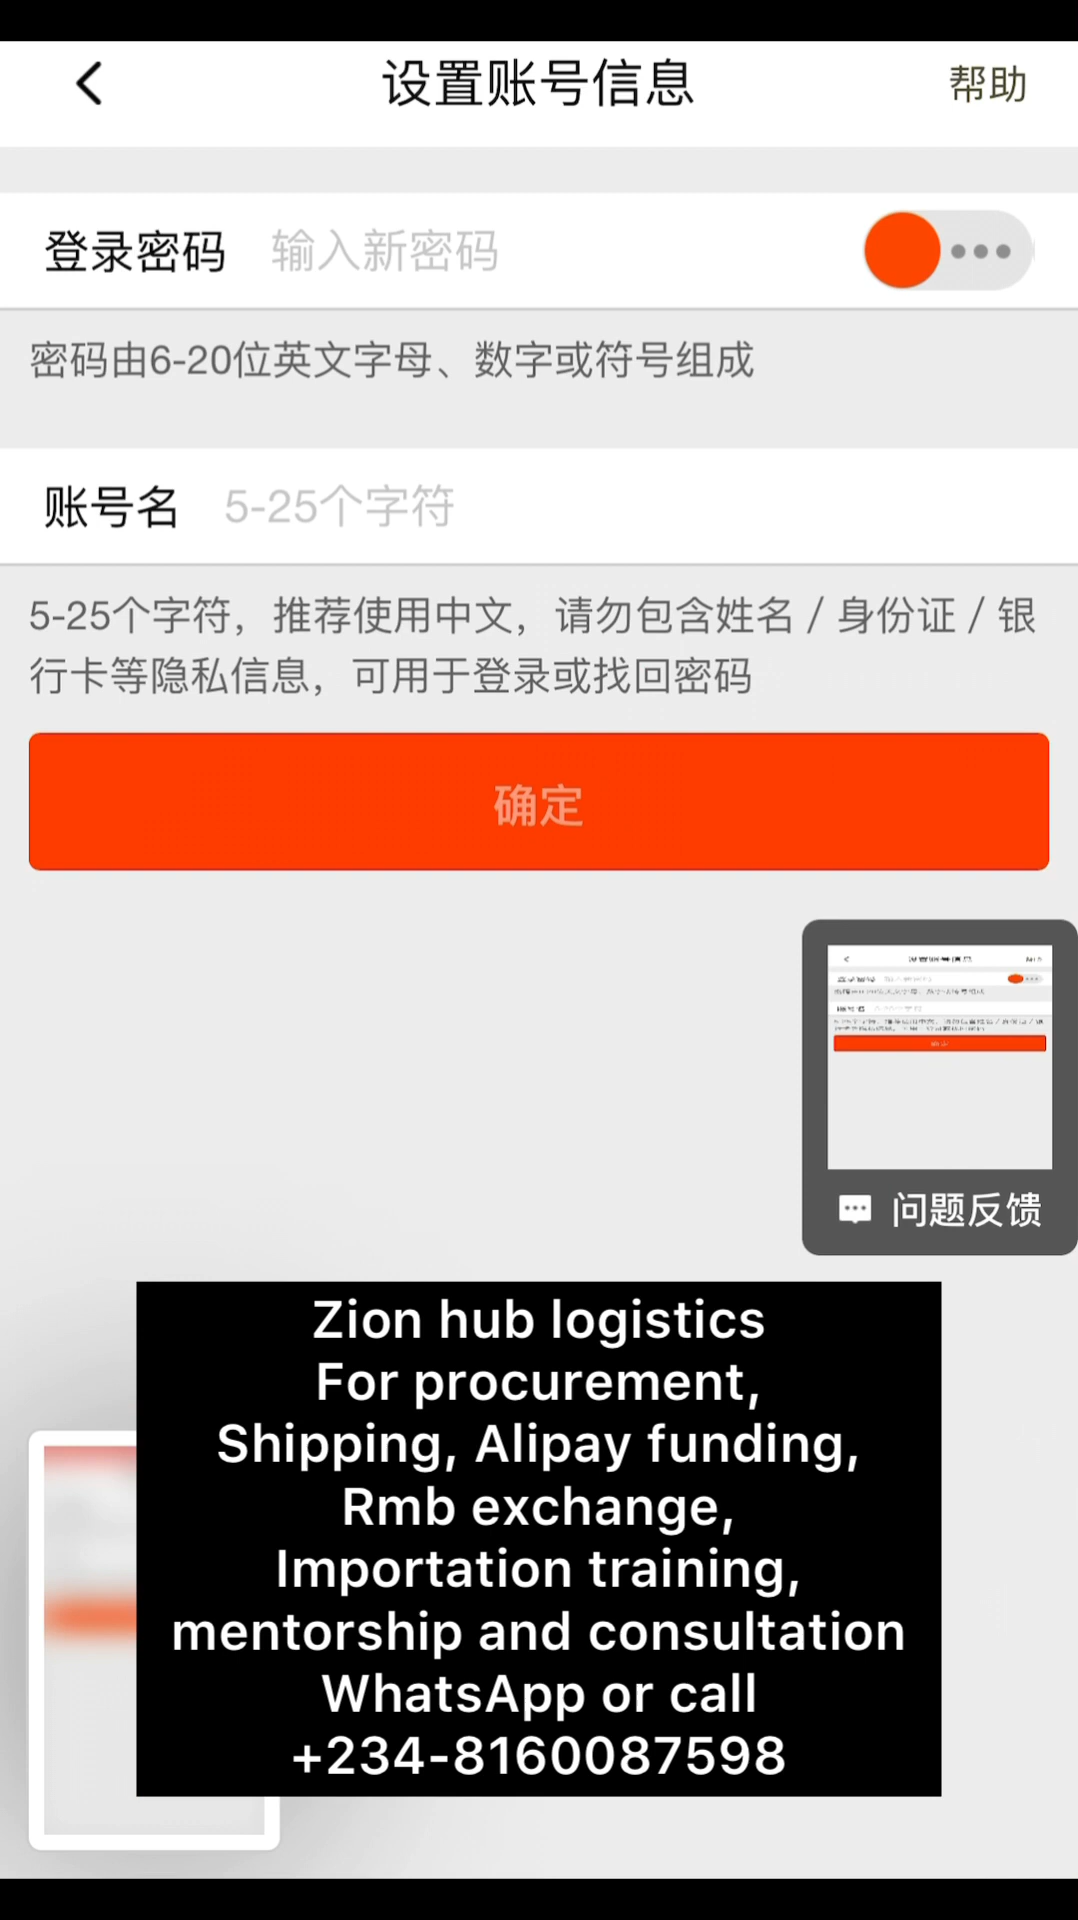 设置账号信息
帮助
登录密码 输入新密码
密码由6-20位英文字母、数字或符号组成
账号名 5-25个字符
5-25个字符，推荐使用中文，请勿包含姓名 / 身份证 / 银
行卡等隐私信息，可用于登录或找回密码
确定
问题反馈
Zion hub logistics
For procurement,
Shipping, Alipay funding,
Rmb exchange,
Importation training,
mentorship and consultation
WhatsApp or call
+234-8160087598